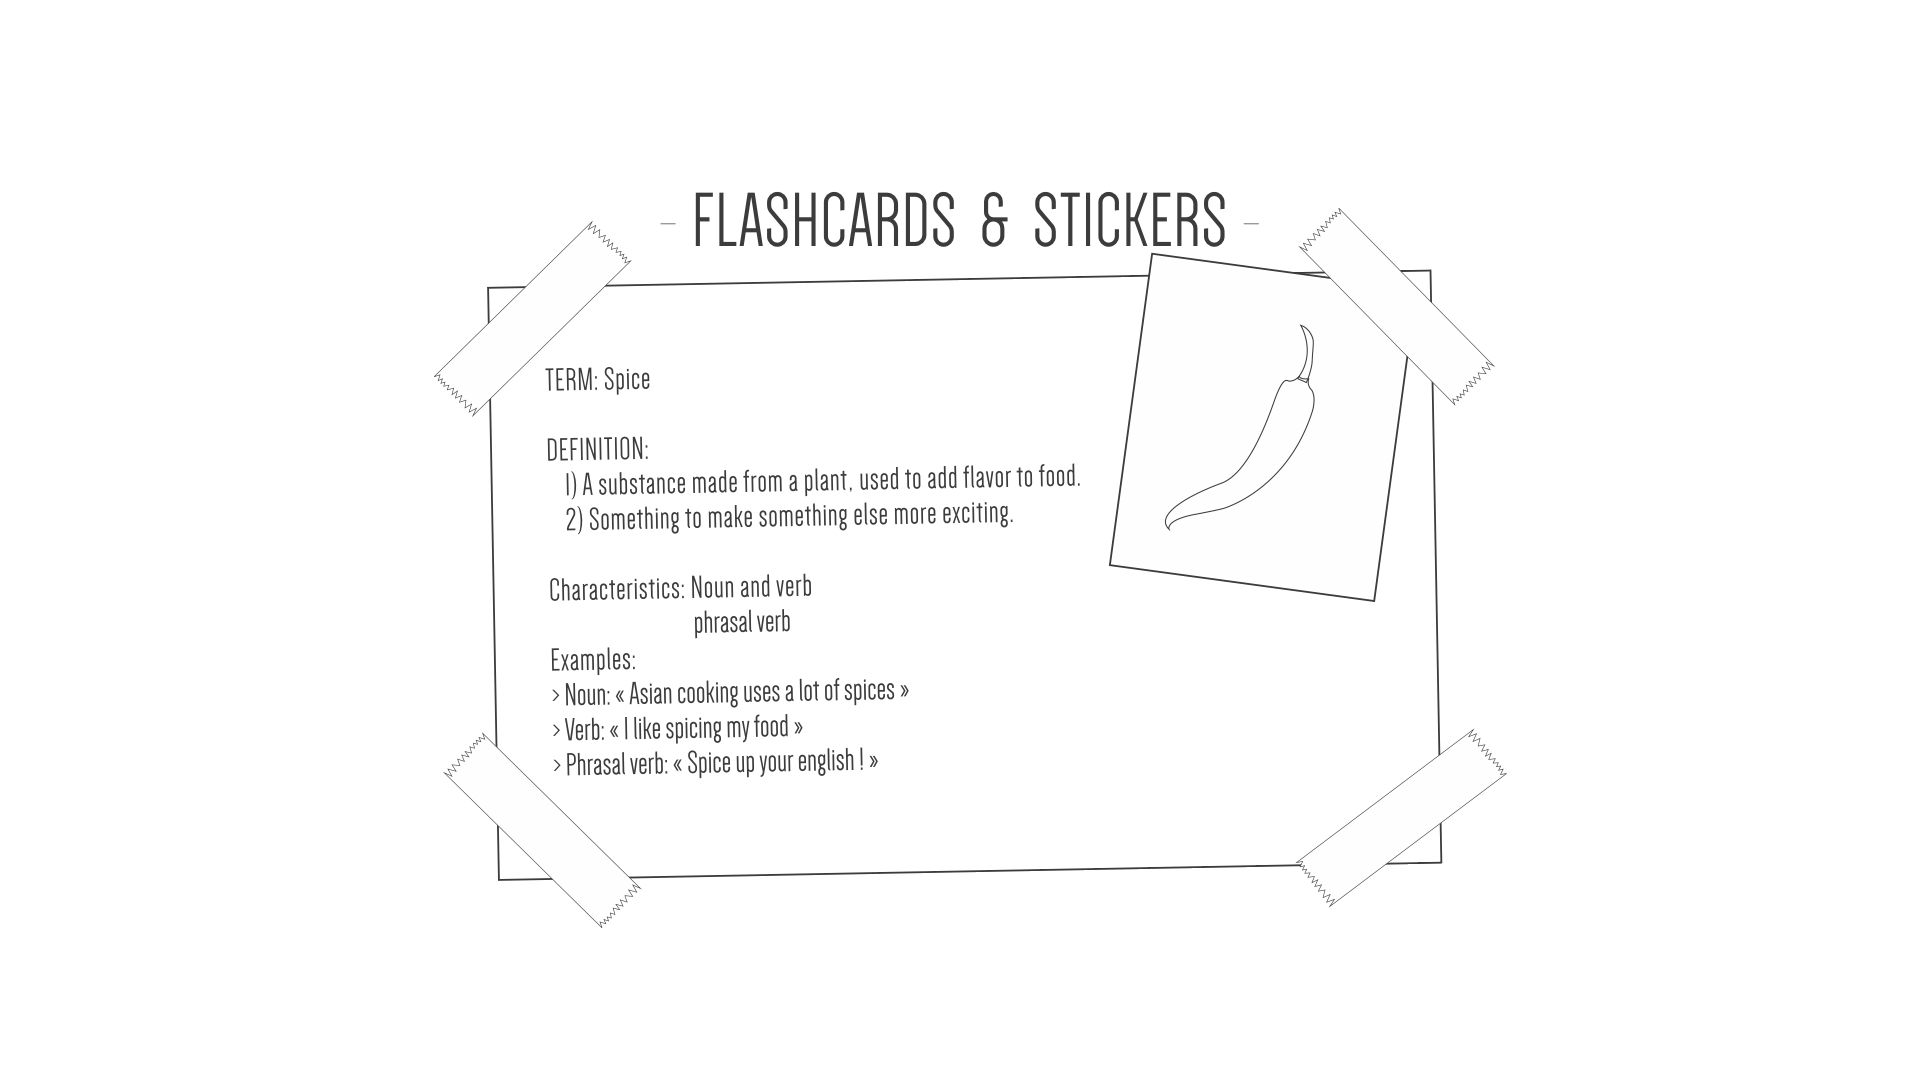 – FLASHCARDS & STICKERS –
TERM: Spice
DEFINITION:
1) A substance made from a plant, used to add flavor to food.
2) Something to make something else more exciting.
Characteristics: Noun and verb
phrasal verb
Examples:
> Noun: « Asian cooking uses a lot of spices »
> Verb: « I like spicing my food »
> Phrasal verb: « Spice up your english ! »